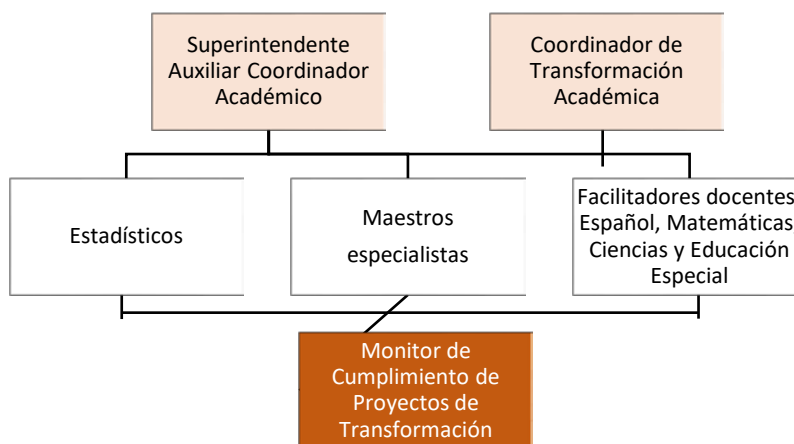 Superintendente
Auxiliar Coordinador
Académico
Coordinador de
Transformación
Académica
Estadísticos
Maestros
especialistas
Facilitadores docentes
Español, Matemáticas
Ciencias y Educación
Especial
Monitor de
Cumplimiento de
Proyectos de
Transformación